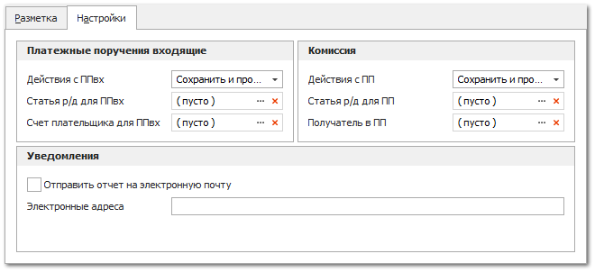 Разметка Настройки
Платежные поручения входящие
Действия с ППвх Сохранить и про...
Статья р/д для ППвх ( пусто ) ...
Счет плательщика для ППвх ( пусто ) ...
Комиссия
Действия с ПП Сохранить и про...
Статья р/д для ПП ( пусто ) ...
Получатель в ПП ( пусто ) ...
Уведомления
Отправить отчет на электронную почту
Электронные адреса